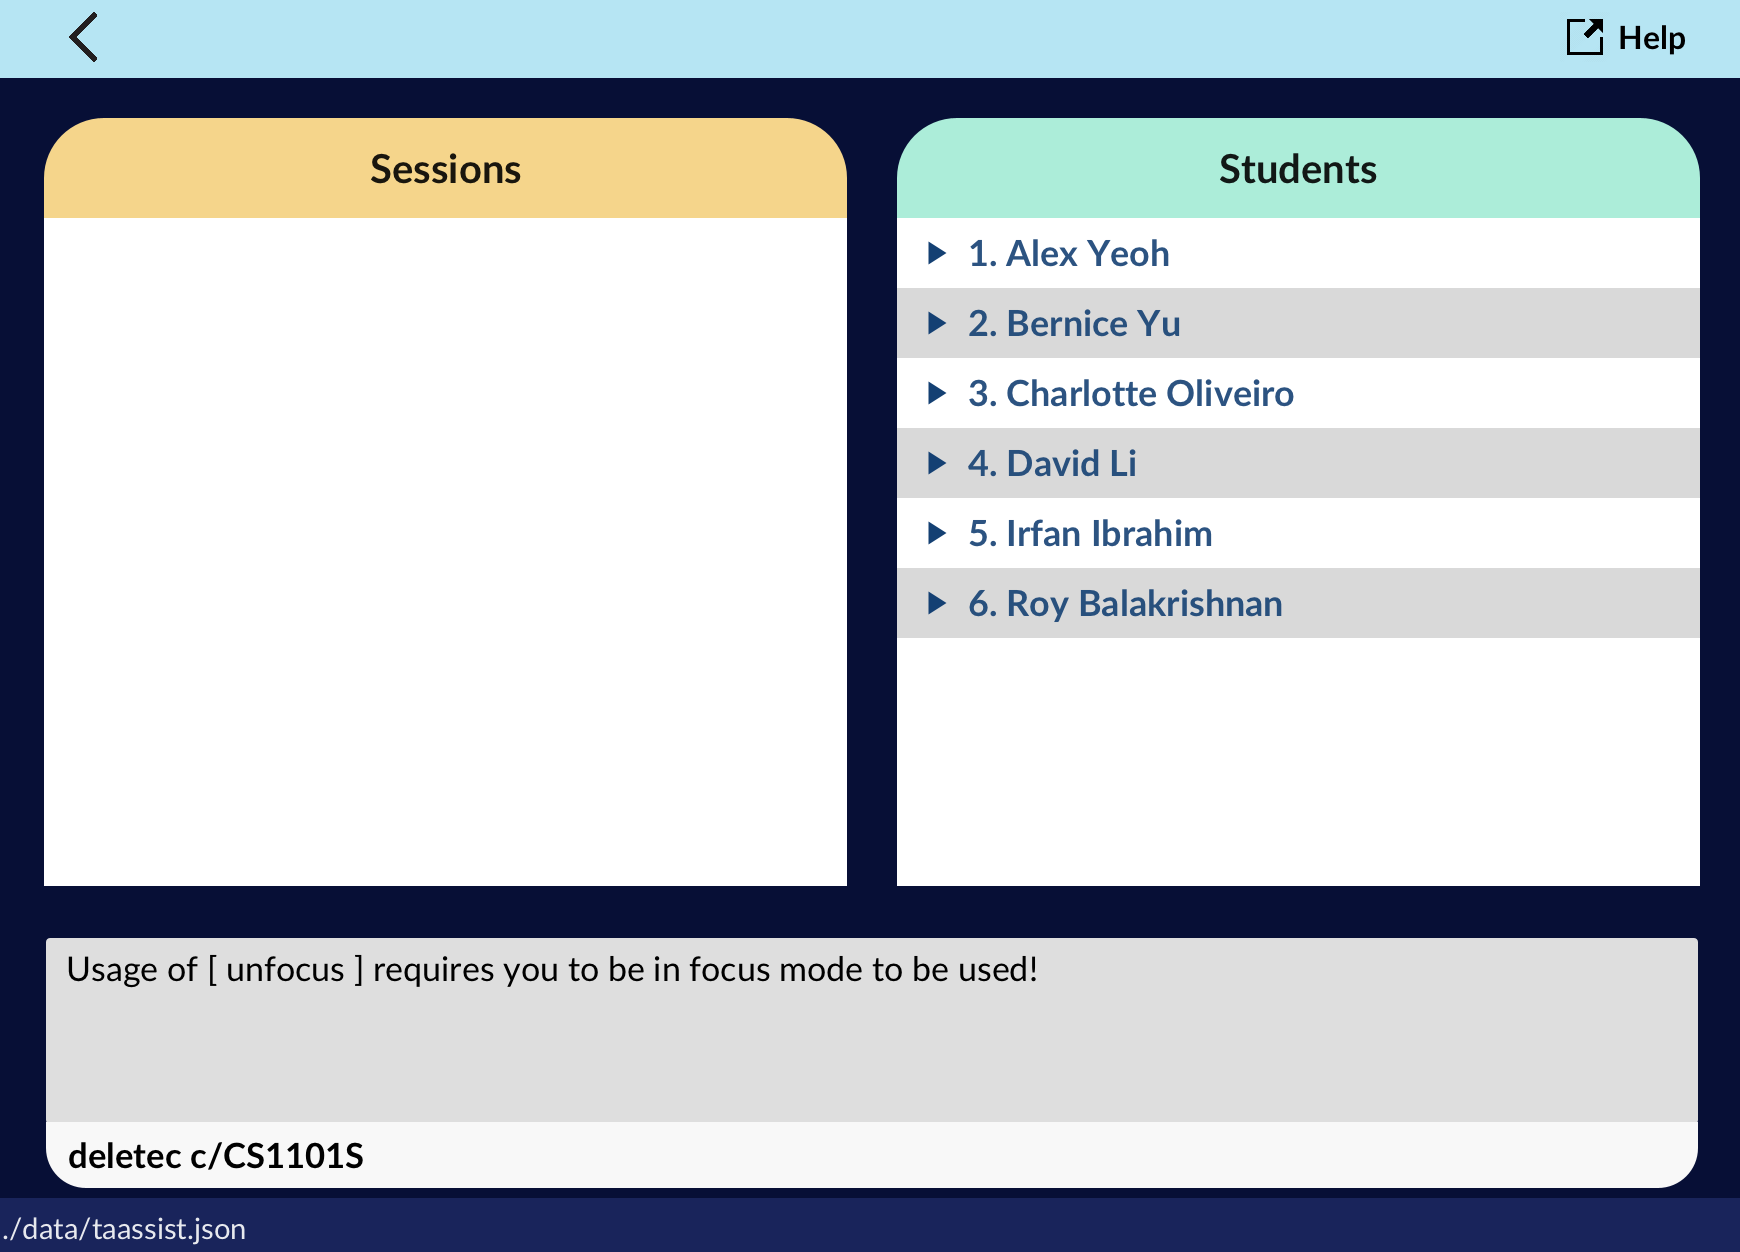 Help
Sessions
Students
1. Alex Yeoh
2. Bernice Yu
3. Charlotte Oliveiro
4. David Li
5. Irfan Ibrahim
6. Roy Balakrishnan
Usage of [ unfocus ] requires you to be in focus mode to be used!
deletec c/CS1101S
./data/taassist.json